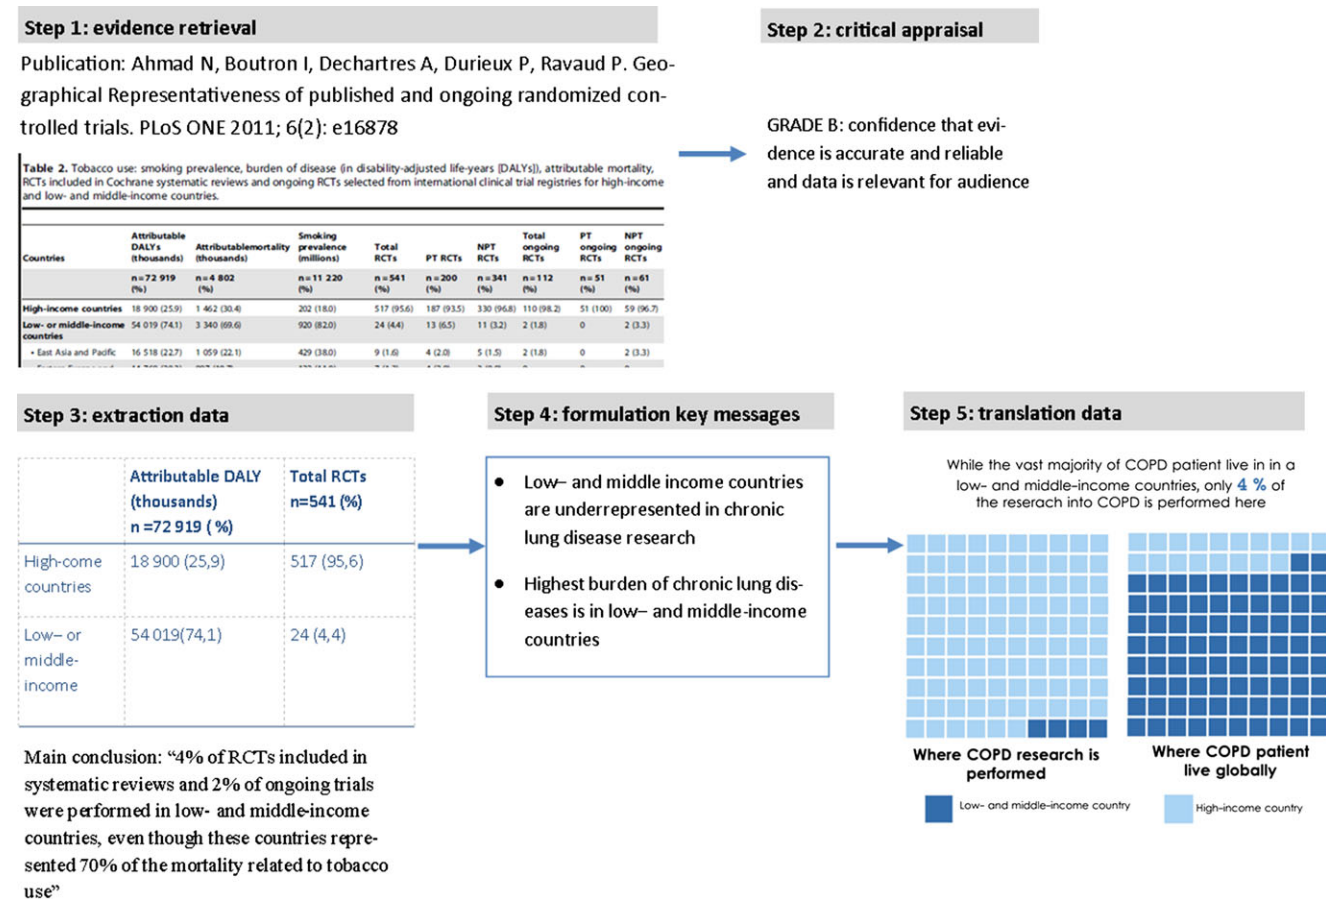 Step 1: evidence retrieval
Publication: Ahmad N, Boutron I, Dechartres A, Durieux P, Ravaud P. Geo-
graphical Representativeness of published and ongoing randomized con-
trolled trials. PLoS ONE 2011; 6(2): e16878
Table 2. Tobacco use: smoking prevalence, burden of disease (in disability-adjusted life-years [DALYs]), attributable mortality,
RCTs included in Cochrane systematic reviews and ongoing RCTs selected from international clinical trial registries for high-income
and low- and middle-income countries.
Countries
Attributable
DALYs
(thousands)
Attributablemortality
(thousands)
Smoking
prevalence
(millions)
Total
RCTs
PT RCTs
NPT
RCTs
Total
ongoing
RCTs
PT
ongoing
RCTs
NPT
ongoing
RCTs
n=72 919
(%)
n=4 802
(%)
n=11 220
(%)
n=541
(%)
n=200
(%)
n=341
(%)
n=112
(%)
n=51
(%)
n=61
(%)
High-income countries 18 900 (25.9) 1 462 (30.4) 202 (18.0) 517 (95.6) 187 (93.5) 330 (96.8) 110 (98.2) 51 (100) 59 (96.7)
Low- or middle-income 54 019 (74.1) 3 340 (69.6) 920 (82.0) 24 (4.4) 13 (6.5) 11 (3.2) 2 (1.8) 0 2 (3.3)
countries
• East Asia and Pacific 16 518 (22.7) 1 059 (22.1) 429 (38.0) 9 (1.6) 4 (2.0) 5 (1.5) 2 (1.8) 0 2 (3.3)
Step 2: critical appraisal
GRADE B: confidence that evi-
dence is accurate and reliable
and data is relevant for audience
Step 3: extraction data
Attributable DALY
(thousands)
n =72 919 ( %)
Total RCTs
n=541 (%)
High-come
countries
18 900 (25,9)
517 (95,6)
Low– or
middle-
income
54 019(74,1)
24 (4,4)
Main conclusion: “4% of RCTs included in
systematic reviews and 2% of ongoing trials
were performed in low- and middle-income
countries, even though these countries repre-
sented 70% of the mortality related to tobacco
use”
Step 4: formulation key messages
● Low– and middle income countries
are underrepresented in chronic
lung disease research
● Highest burden of chronic lung dis-
eases is in low– and middle-income
countries
Step 5: translation data
While the vast majority of COPD patient live in in a
low- and middle-income countries, only 4 % of
the reserach into COPD is performed here
Where COPD research is
performed
Where COPD patient
live globally
Low- and middle-income country
High-income country